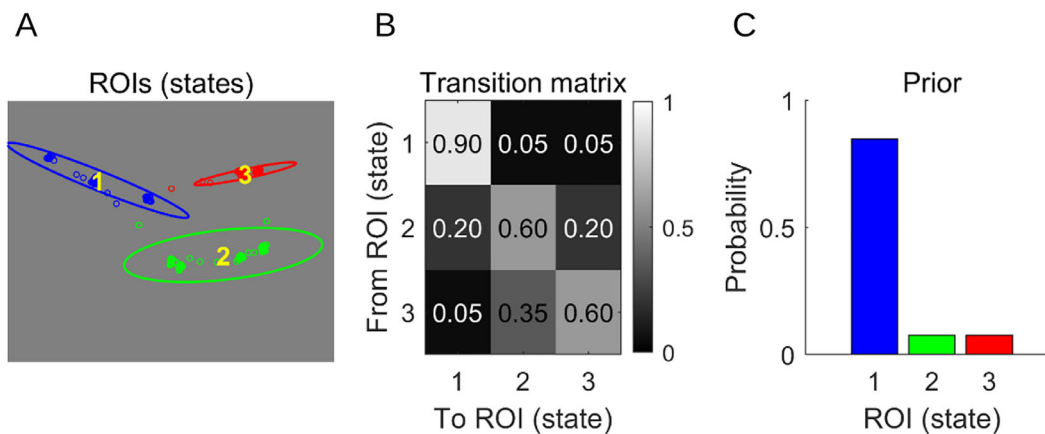 A
ROIs (states)
1
3
2
B
Transition matrix
From ROI (state)
1
0.90 0.05 0.05
2
0.20 0.60 0.20
3
0.05 0.35 0.60
1 2 3
To ROI (state)
1
0.5
0
C
Prior
Probability
1
0.5
0
1 2 3
ROI (state)